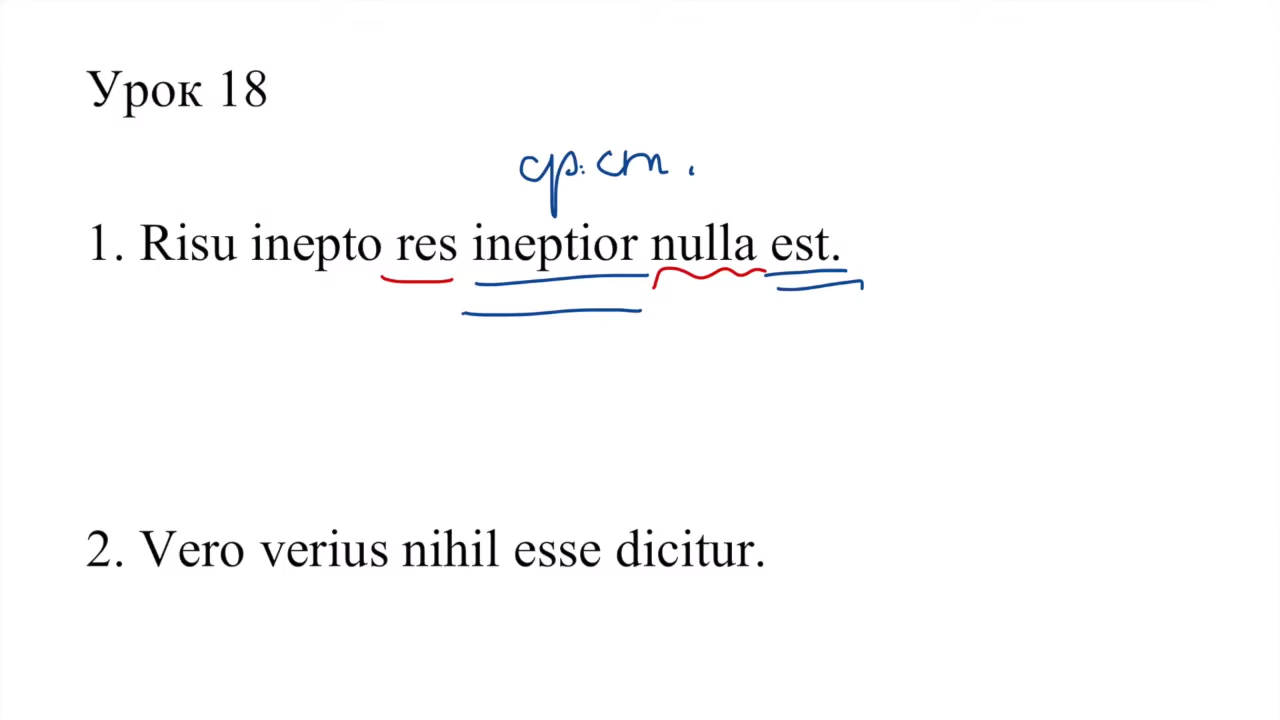 Урок 18
ср. ст.
1. Risu inepto res ineptior nulla est.
2. Vero verius nihil esse dicitur.